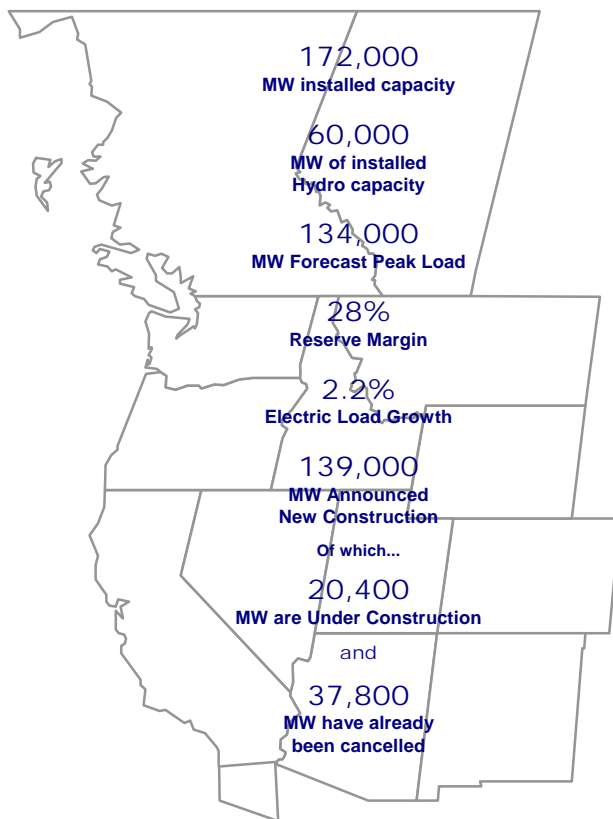 172,000
MW installed capacity
60,000
MW of installed
Hydro capacity
134,000
MW Forecast Peak Load
28%
Reserve Margin
2.2%
Electric Load Growth
139,000
MW Announced
New Construction
Of which...
20,400
MW are Under Construction
and
37,800
MW have already
been cancelled